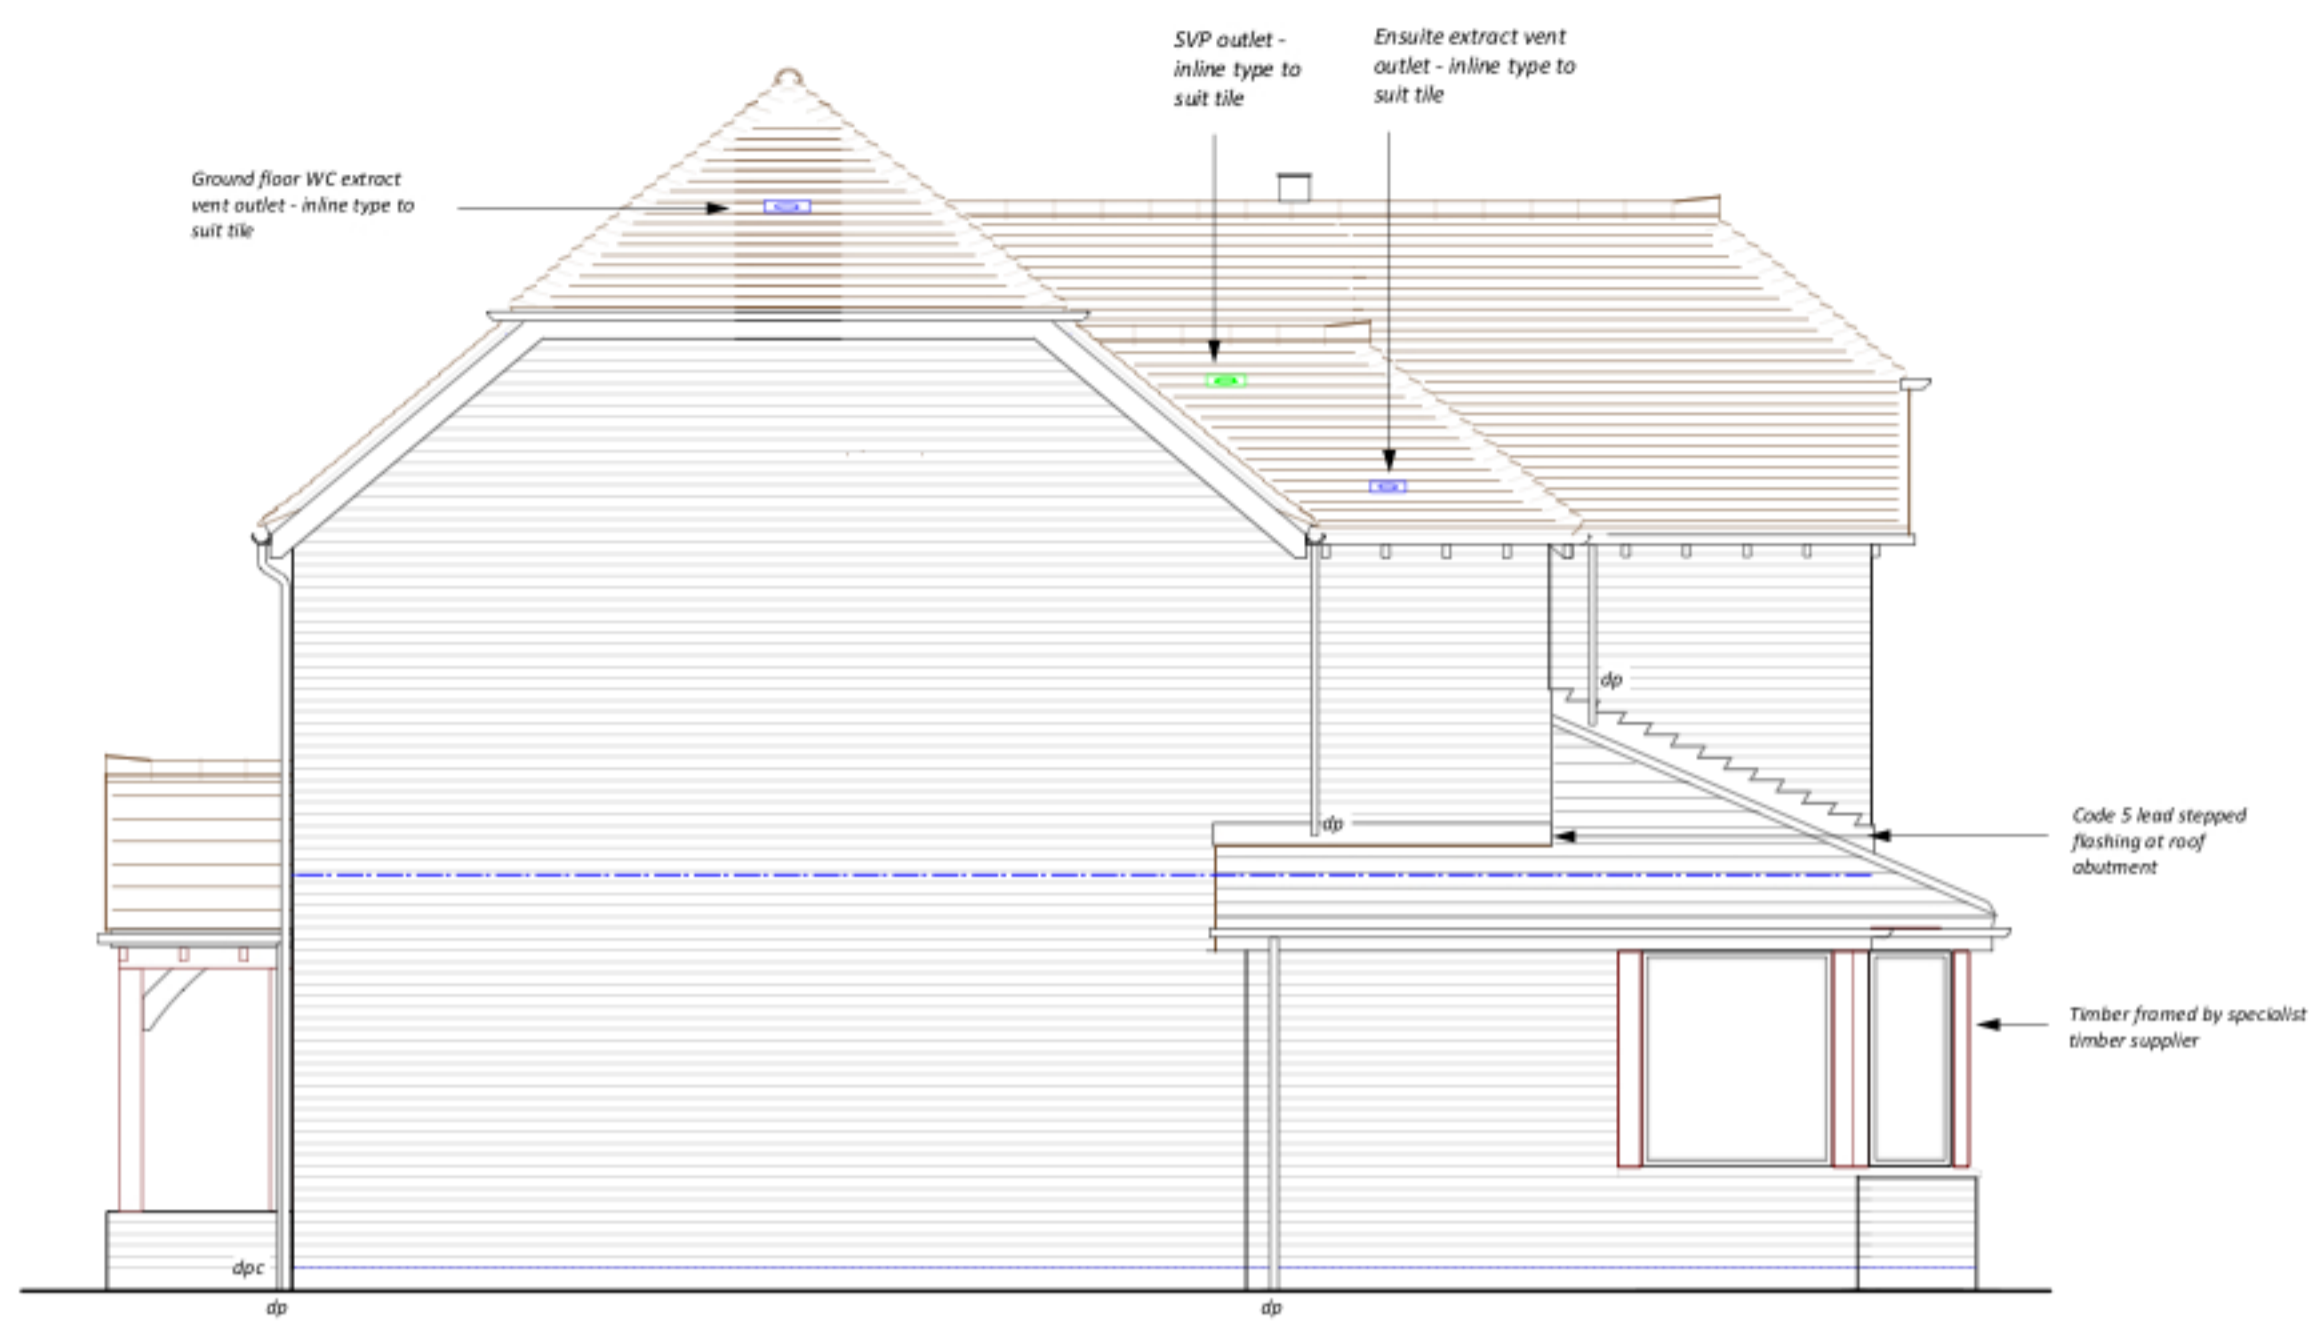 SVP outlet -
inline type to
suit tile
Ensuite extract vent
outlet - inline type to
suit tile
Ground floor WC extract
vent outlet - inline type to
suit tile
dp
dp
Code 5 lead stepped
flashing at roof
abutment
Timber framed by specialist
timber supplier
dpc
dp
dp